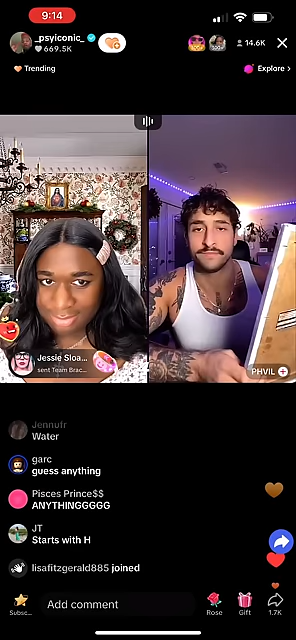 9:14
_psyiconic_
669.5K
14.6K
Trending
Explore >
Jessie Sloa...
sent Team Brac...
PHVIL
Jennufr
Water
garc
guess anything
Pisces Prince$$
ANYTHINGGGGG
JT
Starts with H
lisafitzgerald885 joined
Subsc...
Add comment
Rose
Gift
1.7K